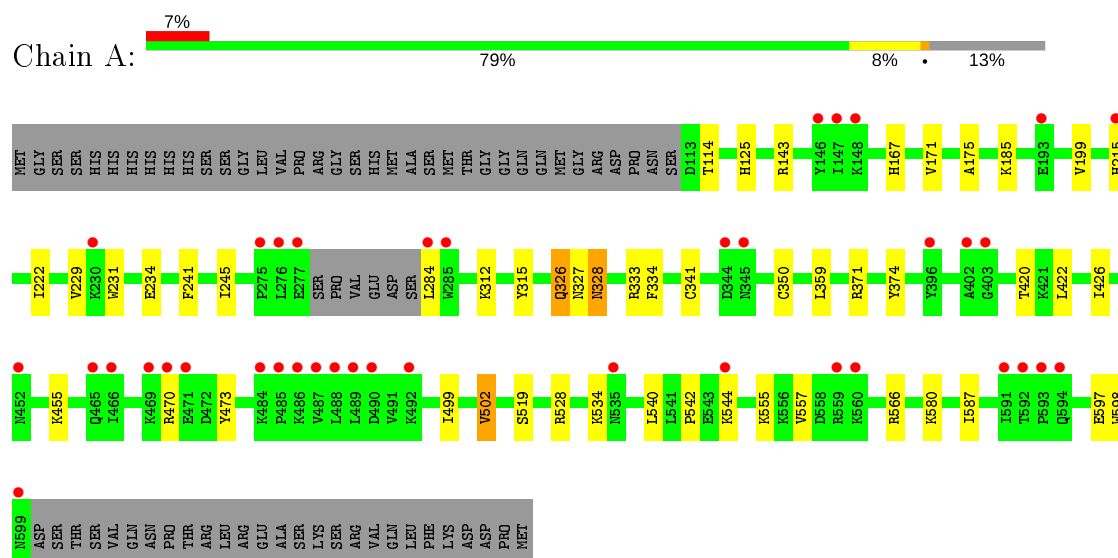 7%
Chain A:
79% 8% • 13%
MET GLY SER SER HIS HIS HIS HIS HIS HIS SER SER GLY LEU VAL PRO ARG GLY SER HIS MET ALA SER MET THR GLY GLY GLN GLN MET GLY ARG ASP PRO ASN SER D113 T114 H125 R143 Y146 I147 K148 H167 V171 A175 K185 E193 V199 H215
I222 V229 K230 W231 E234 F241 I245 P275 L276 E277 SER PRO VAL GLU ASP SER L284 W285 K312 Y315 Q326 N327 N328 R333 F334 C341 D344 N345 C350 L359 R371 Y374 Y396 A402 G403 T420 K421 L422 I426
N452 K455 Q465 I466 K469 R470 E471 D472 Y473 K484 P485 K486 V487 L488 L489 D490 V491 K492 I499 V502 S519 R528 K534 N535 L540 L541 P542 E543 K544 K555 K556 V557 D558 R559 K560 R566 K580 I587 I591 T592 P593 Q594 E597 W598
N599 ASP SER THR SER VAL GLN ASN PRO THR ARG LEU ARG GLU ALA SER LYS SER ARG VAL GLN LEU PHE LYS ASP ASP PRO MET